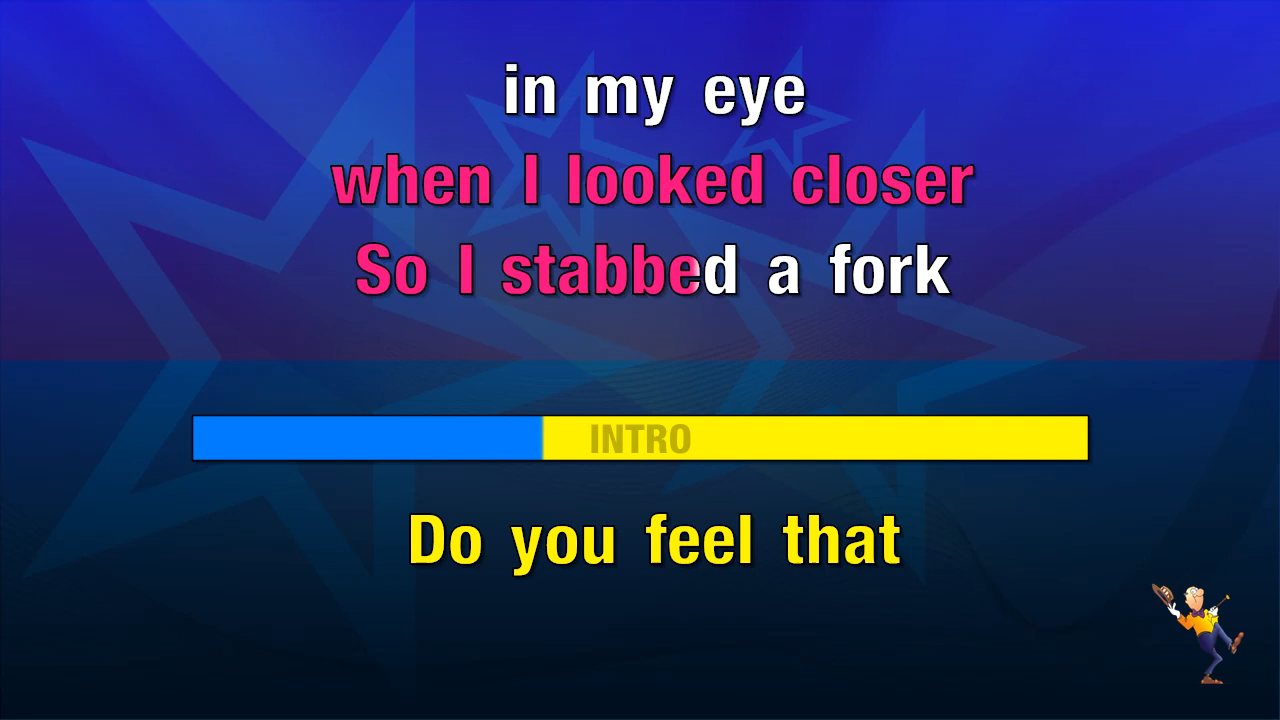 in my eye
when I looked closer
So I stabbed a fork
INTRO
Do you feel that